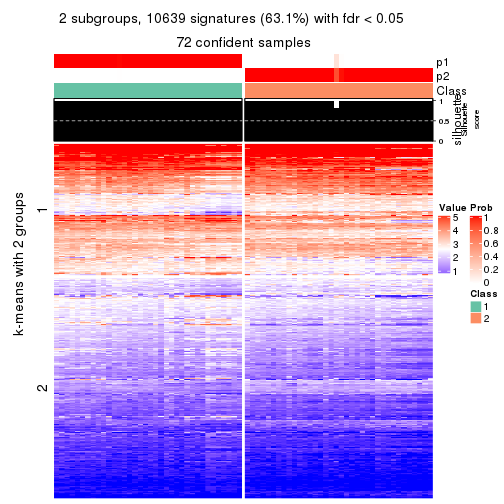 2 subgroups, 10639 signatures (63.1%) with fdr < 0.05
72 confident samples
p1
p2
Class
1
0.5
0
silhouette
Silhouette
score
k-means with 2 groups
1
2
Value
5
4
3
2
1
Prob
1
0.8
0.6
0.4
0.2
0
Class
1
2